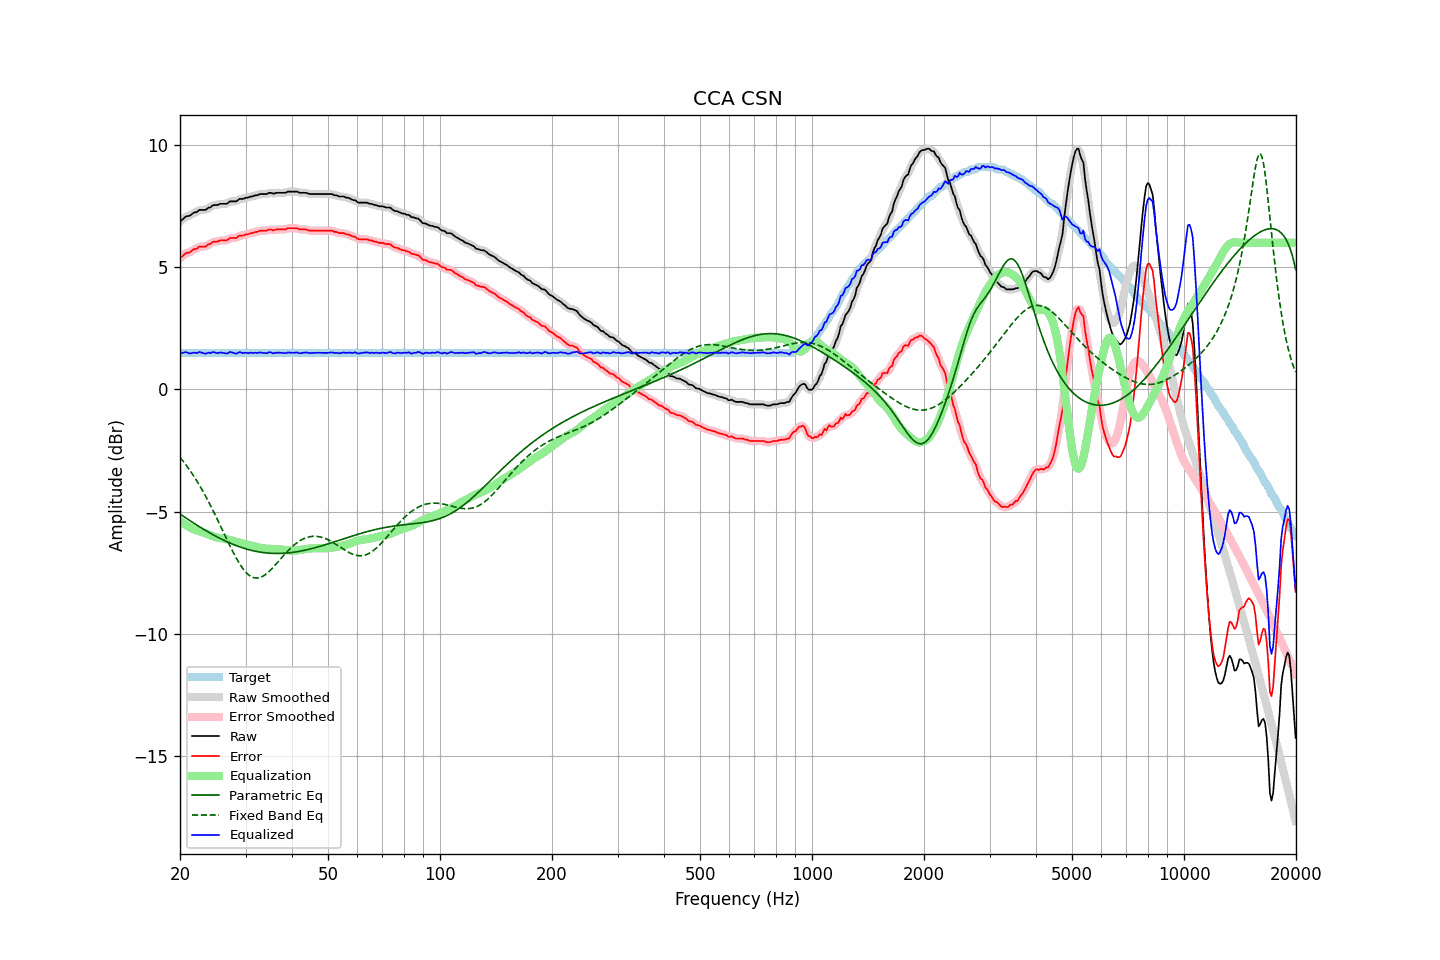 CCA CSN
Amplitude (dBr)
10
5
0
−5
−10
−15
Target
Raw Smoothed
Error Smoothed
Raw
Error
Equalization
Parametric Eq
Fixed Band Eq
Equalized
20 50 100 200 500 1000 2000 5000 10000 20000
Frequency (Hz)